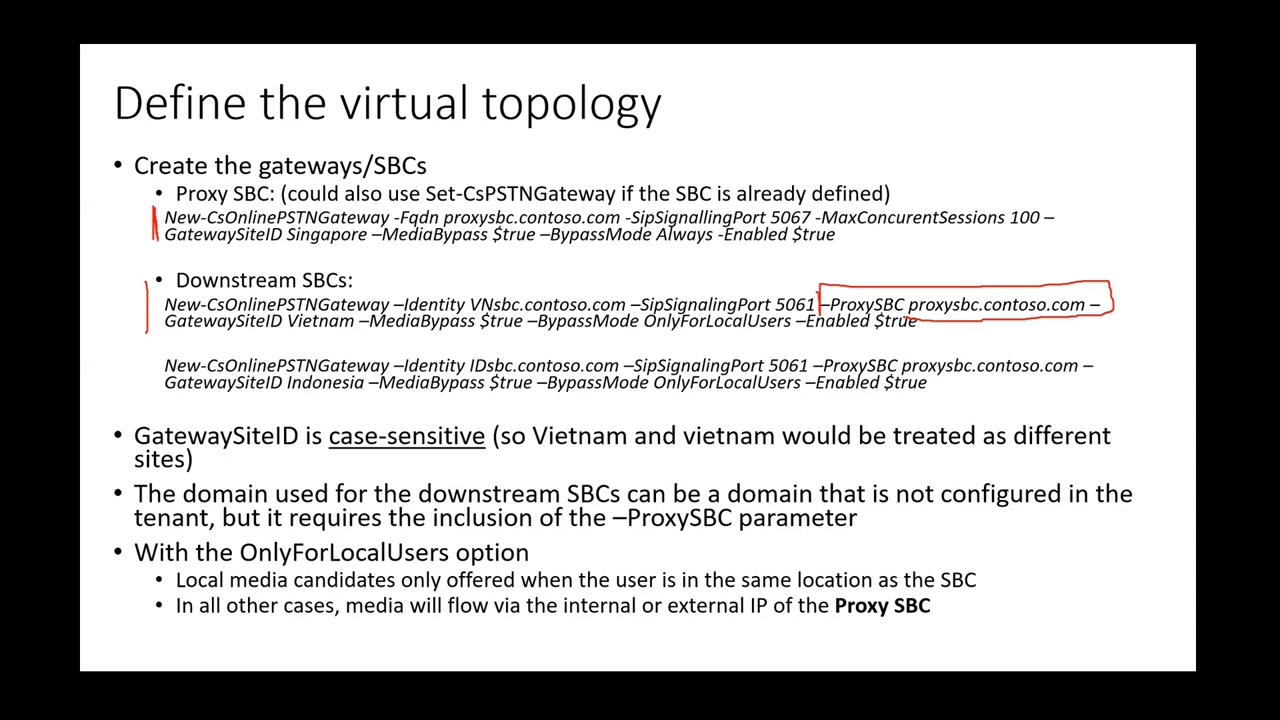 Define the virtual topology
• Create the gateways/SBCs
• Proxy SBC: (could also use Set-CsPSTNGateway if the SBC is already defined)
New-CsOnlinePSTNGateway -Fqdn proxysbc.contoso.com -SipSignallingPort 5067 -MaxConcurentSessions 100 –
GatewaySiteID Singapore –MediaBypass $true –BypassMode Always -Enabled $true
• Downstream SBCs:
New-CsOnlinePSTNGateway –Identity VNsbc.contoso.com –SipSignalingPort 5061 –ProxySBC proxysbc.contoso.com –
GatewaySiteID Vietnam –MediaBypass $true –BypassMode OnlyForLocalUsers –Enabled $true
New-CsOnlinePSTNGateway –Identity IDsbc.contoso.com –SipSignalingPort 5061 –ProxySBC proxysbc.contoso.com –
GatewaySiteID Indonesia –MediaBypass $true –BypassMode OnlyForLocalUsers –Enabled $true
• GatewaySiteID is case-sensitive (so Vietnam and vietnam would be treated as different
sites)
• The domain used for the downstream SBCs can be a domain that is not configured in the
tenant, but it requires the inclusion of the –ProxySBC parameter
• With the OnlyForLocalUsers option
• Local media candidates only offered when the user is in the same location as the SBC
• In all other cases, media will flow via the internal or external IP of the Proxy SBC